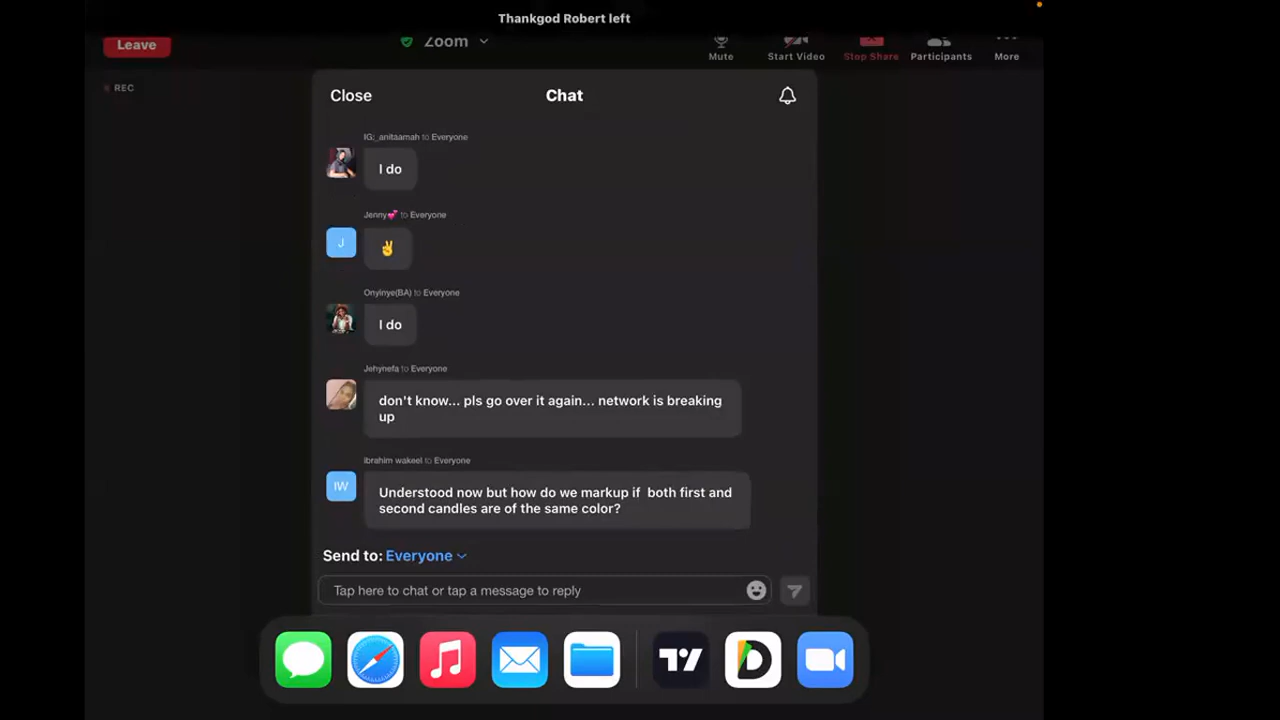 Thankgod Robert left
Leave
Zoom
Mute
Start Video
Stop Share
Participants
More
REC
Close
Chat
IG:_anitaamah to Everyone
I do
Jenny💕 to Everyone
✌️
Onyinye(BA) to Everyone
I do
Jehynefa to Everyone
don't know... pls go over it again... network is breaking
up
ibrahim wakeel to Everyone
Understood now but how do we markup if  both first and
second candles are of the same color?
J
IW
Send to: Everyone
Tap here to chat or tap a message to reply